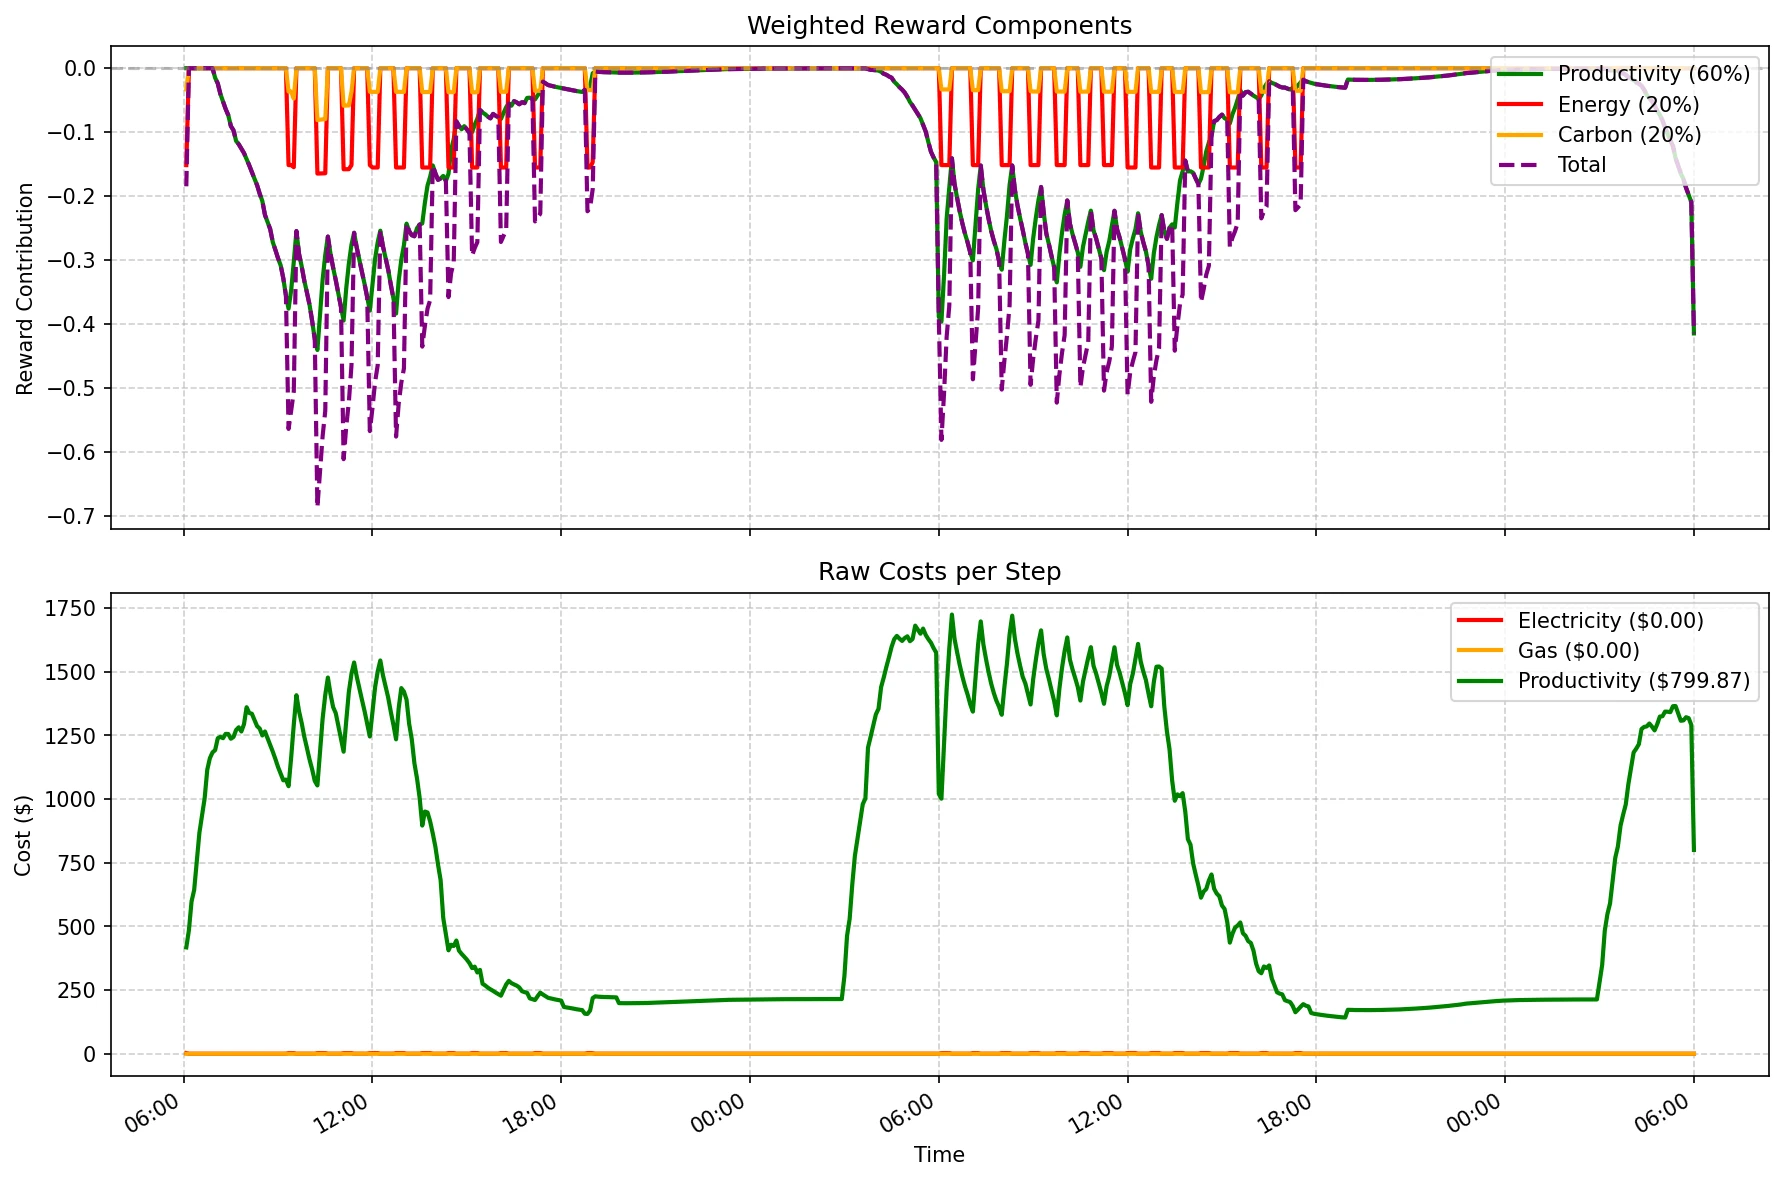 Weighted Reward Components
Reward Contribution
0.0
−0.1
−0.2
−0.3
−0.4
−0.5
−0.6
−0.7
Productivity (60%)
Energy (20%)
Carbon (20%)
Total
Raw Costs per Step
Cost ($)
1750
1500
1250
1000
750
500
250
0
Electricity ($0.00)
Gas ($0.00)
Productivity ($799.87)
06:00
12:00
18:00
00:00
06:00
12:00
18:00
00:00
06:00
Time